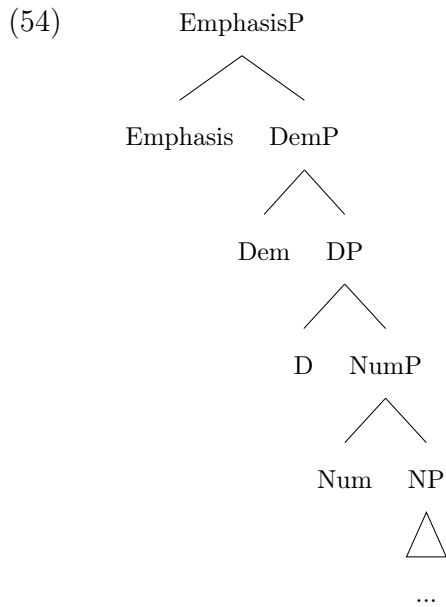 (54) EmphasisP
Emphasis DemP
Dem DP
D NumP
Num NP
...